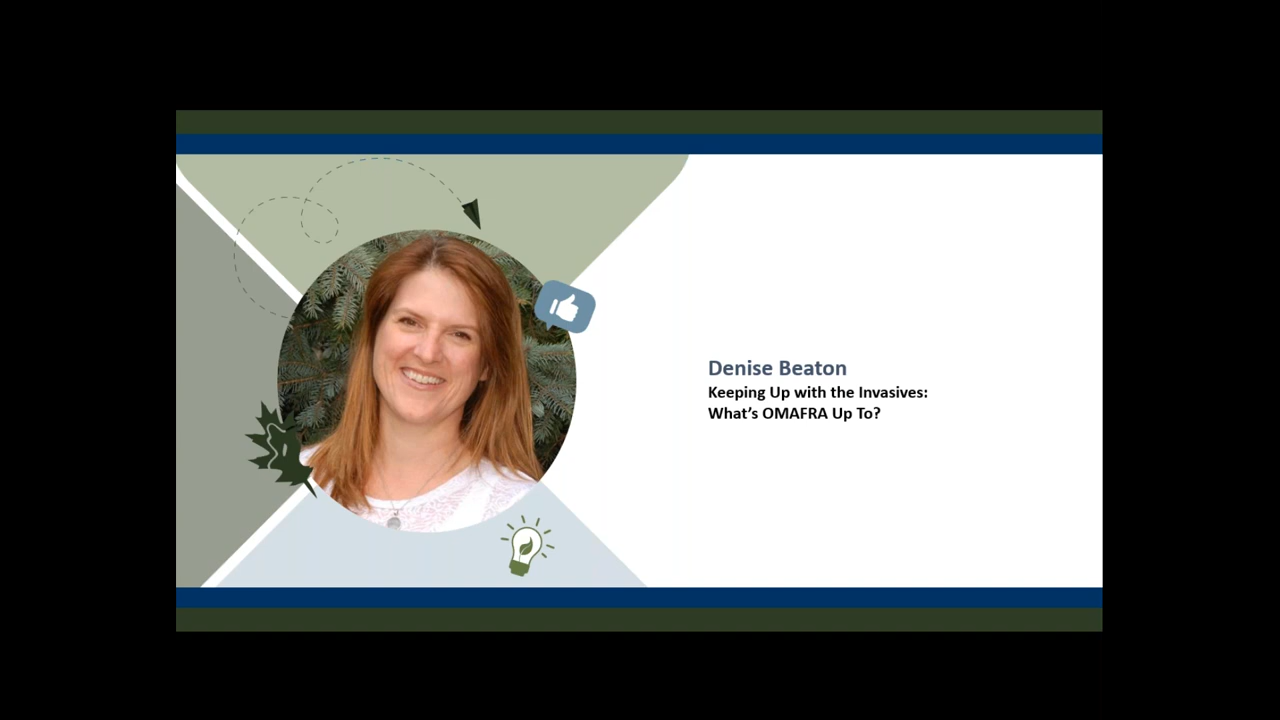 Denise Beaton
Keeping Up with the Invasives:
What's OMAFRA Up To?